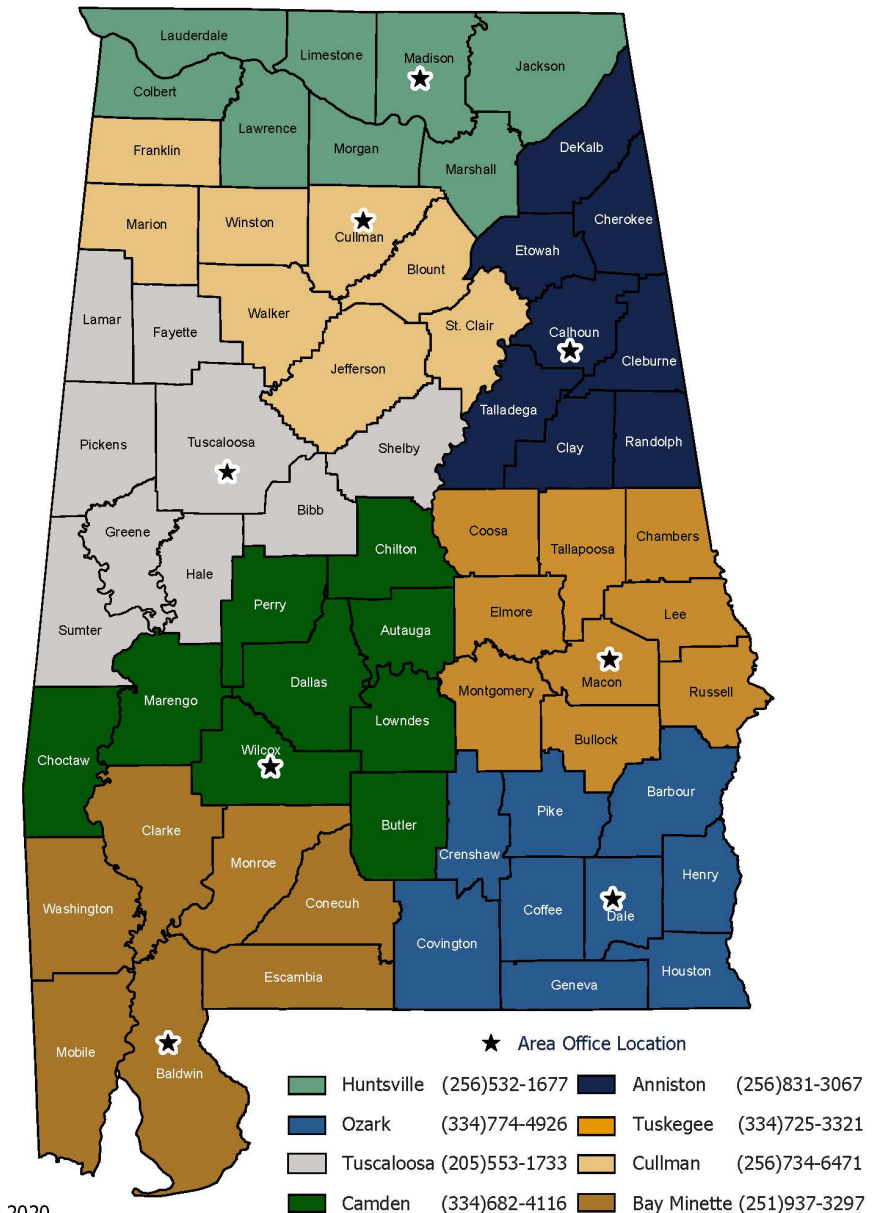 Lauderdale
Limestone
Madison
Jackson
Colbert
Lawrence
Franklin
Morgan
DeKalb
Marshall
Cherokee
Marion
Winston
Cullman
Etowah
Blount
Lamar
Fayette
Walker
St. Clair
Calhoun
Jefferson
Cleburne
Talladega
Pickens
Tuscaloosa
Shelby
Clay
Randolph
Greene
Bibb
Coosa
Chambers
Chilton
Tallapoosa
Hale
Perry
Elmore
Lee
Sumter
Autauga
Dallas
Macon
Marengo
Montgomery
Russell
Lowndes
Wilcox
Bullock
Choctaw
Barbour
Pike
Clarke
Butler
Crenshaw
Monroe
Henry
Washington
Conecuh
Coffee
Dale
Covington
Escambia
Houston
Geneva
Mobile
Baldwin
Area Office Location
Huntsville (256)532-1677 Anniston (256)831-3067
Ozark (334)774-4926 Tuskegee (334)725-3321
Tuscaloosa (205)553-1733 Cullman (256)734-6471
Camden (334)682-4116 Bay Minette (251)937-3297
2020